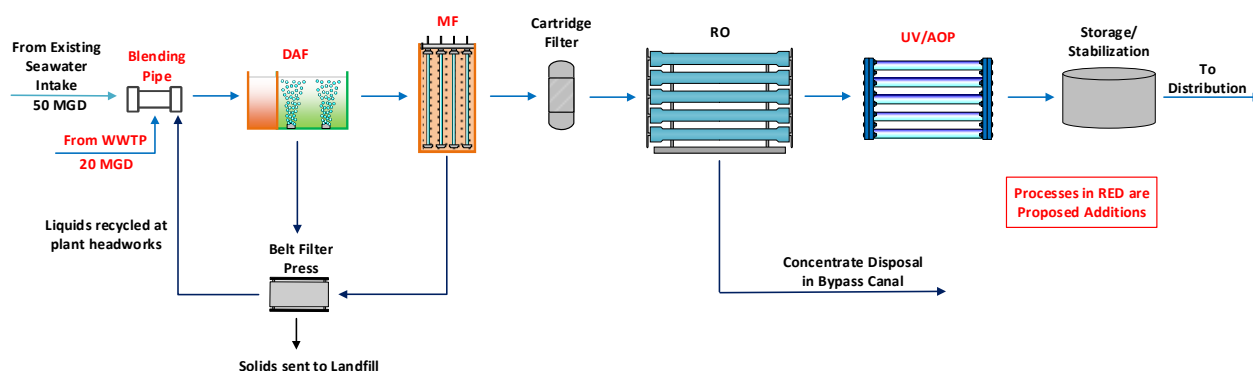 From Existing
Seawater
Intake
50 MGD
Blending
Pipe
From WWTP
20 MGD
DAF
MF
Cartridge
Filter
RO
UV/AOP
Storage/
Stabilization
To
Distribution
Processes in RED are
Proposed Additions
Liquids recycled at
plant headworks
Belt Filter
Press
Concentrate Disposal
in Bypass Canal
Solids sent to Landfill